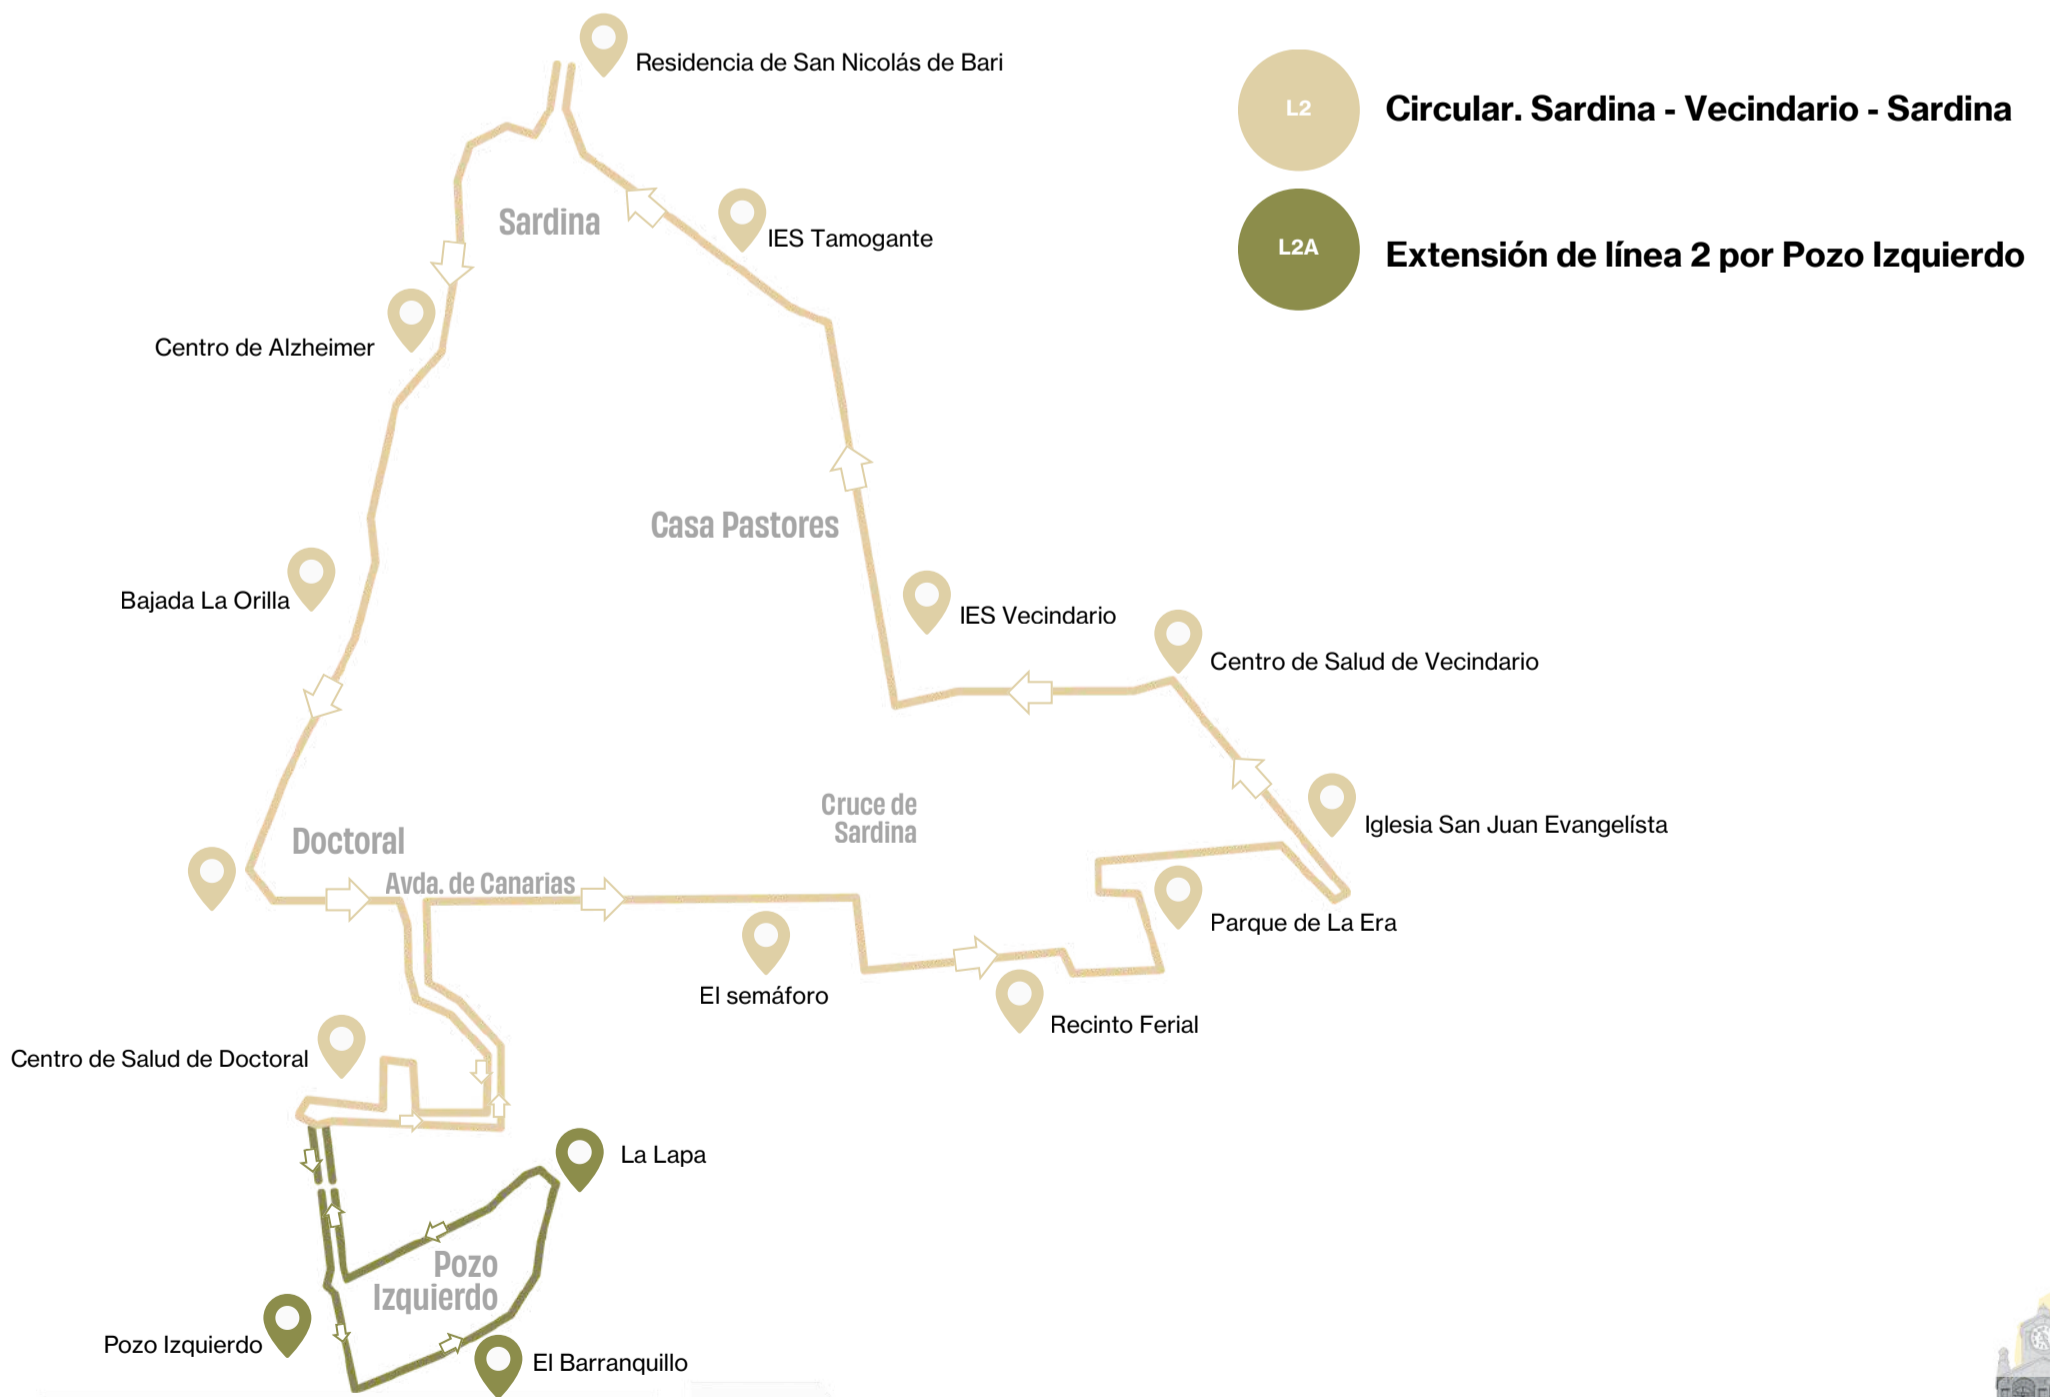 Residencia de San Nicolás de Bari
L2
Circular. Sardina - Vecindario - Sardina
Sardina
IES Tamogante
L2A
Extensión de línea 2 por Pozo Izquierdo
Centro de Alzheimer
Casa Pastores
Bajada La Orilla
IES Vecindario
Centro de Salud de Vecindario
Cruce de
Sardina
Iglesia San Juan Evangelísta
Doctoral
Avda. de Canarias
Parque de La Era
El semáforo
Recinto Ferial
Centro de Salud de Doctoral
La Lapa
Pozo
Izquierdo
Pozo Izquierdo
El Barranquillo